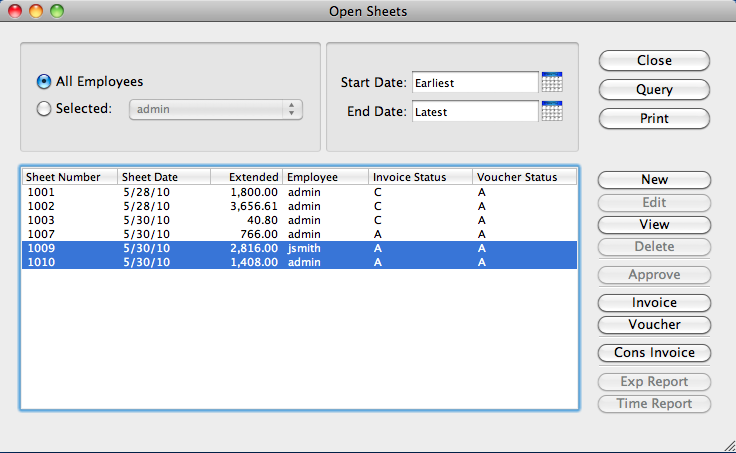 Open Sheets
All Employees
Selected: admin
Start Date: Earliest
End Date: Latest
Close
Query
Print
Sheet Number Sheet Date Extended Employee Invoice Status Voucher Status
1001 5/28/10 1,800.00 admin C A
1002 5/28/10 3,656.61 admin C A
1003 5/30/10 40.80 admin C A
1007 5/30/10 766.00 admin A A
1009 5/30/10 2,816.00 jsmith A A
1010 5/30/10 1,408.00 admin A A
New
Edit
View
Delete
Approve
Invoice
Voucher
Cons Invoice
Exp Report
Time Report